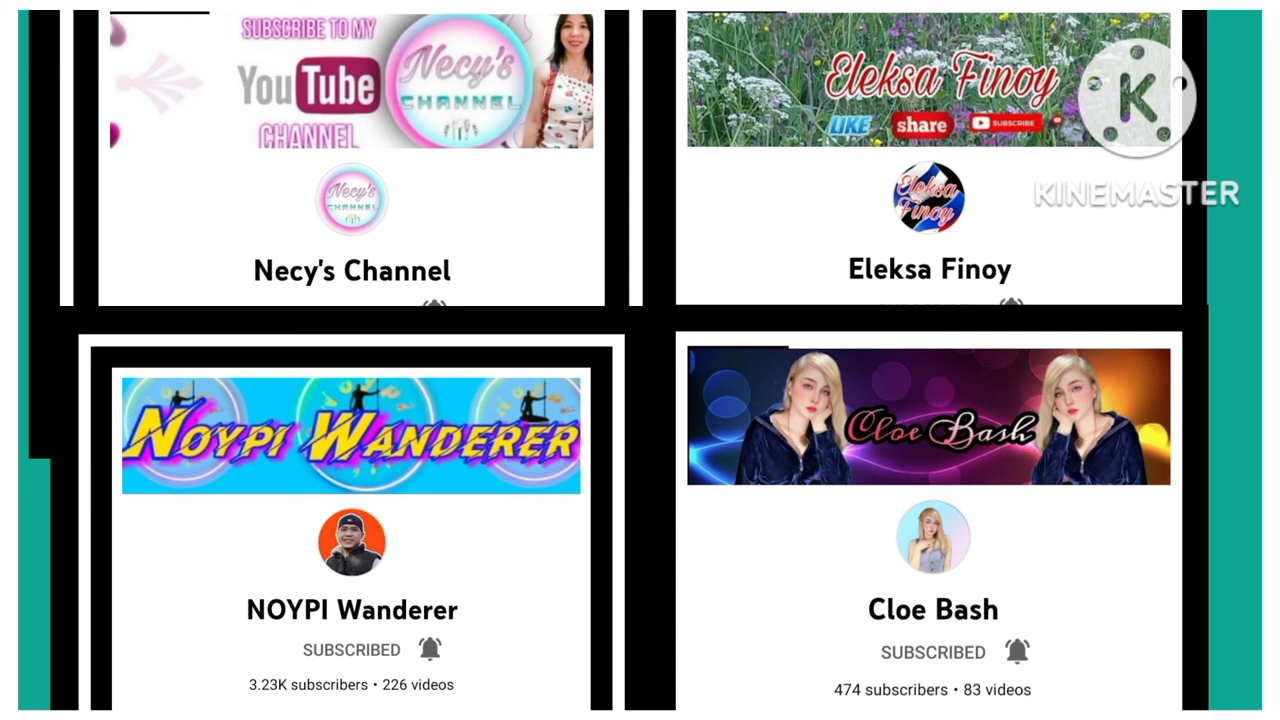 SUBSCRIBE TO MY
YouTube
CHANNEL
Necy's
CHANNEL
Necy's
CHANNEL
Necy's Channel
Eleksa Finoy
LIKE
share
SUBSCRIBE
Eleksa
Finoy
Eleksa Finoy
K
KINEMASTER
NOYPI WANDERER
NOYPI Wanderer
SUBSCRIBED
3.23K subscribers • 226 videos
Cloe Bash
Cloe Bash
SUBSCRIBED
474 subscribers • 83 videos